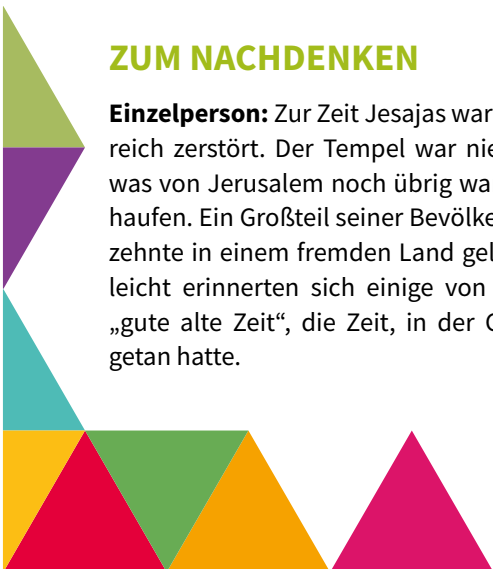 ZUM NACHDENKEN
Einzelperson: Zur Zeit Jesajas war
reich zerstört. Der Tempel war nie
was von Jerusalem noch übrig wa
haufen. Ein Großteil seiner Bevölke
zehnte in einem fremden Land gel
leicht erinnerten sich einige von
„gute alte Zeit“, die Zeit, in der G
getan hatte.